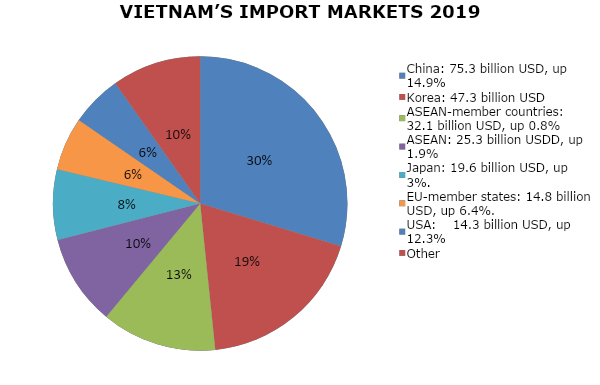 VIETNAM’S IMPORT MARKETS 2019
China: 75.3 billion USD, up
14.9%
Korea: 47.3 billion USD
ASEAN-member countries:
32.1 billion USD, up 0.8%
ASEAN: 25.3 billion USDD, up
1.9%
Japan: 19.6 billion USD, up
3%.
EU-member states: 14.8 billion
USD, up 6.4%.
USA: 14.3 billion USD, up
12.3%
Other
30%
19%
13%
10%
8%
6%
6%
10%